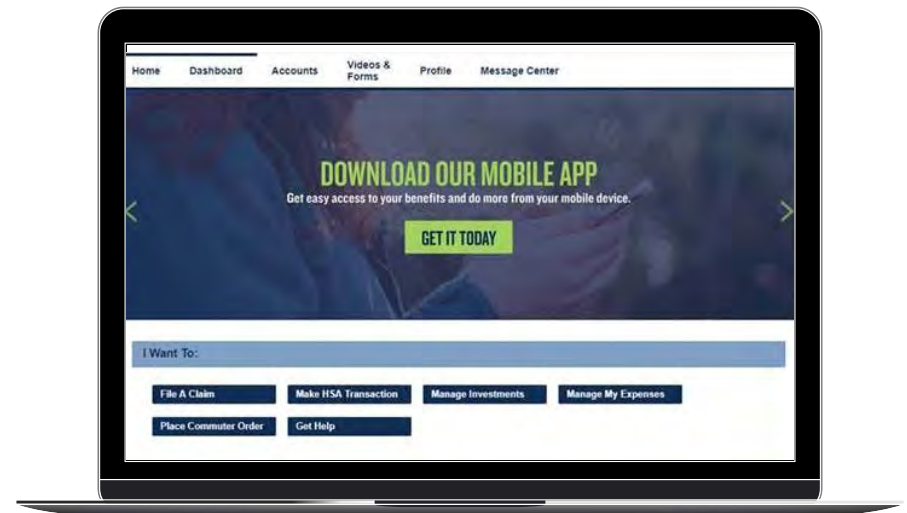 Home Dashboard Accounts Videos & Forms Profile Message Center
DOWNLOAD OUR MOBILE APP
Get easy access to your benefits and do more from your mobile device.
GET IT TODAY
I Want To:
File A Claim Make HSA Transaction Manage Investments Manage My Expenses
Place Commuter Order Get Help